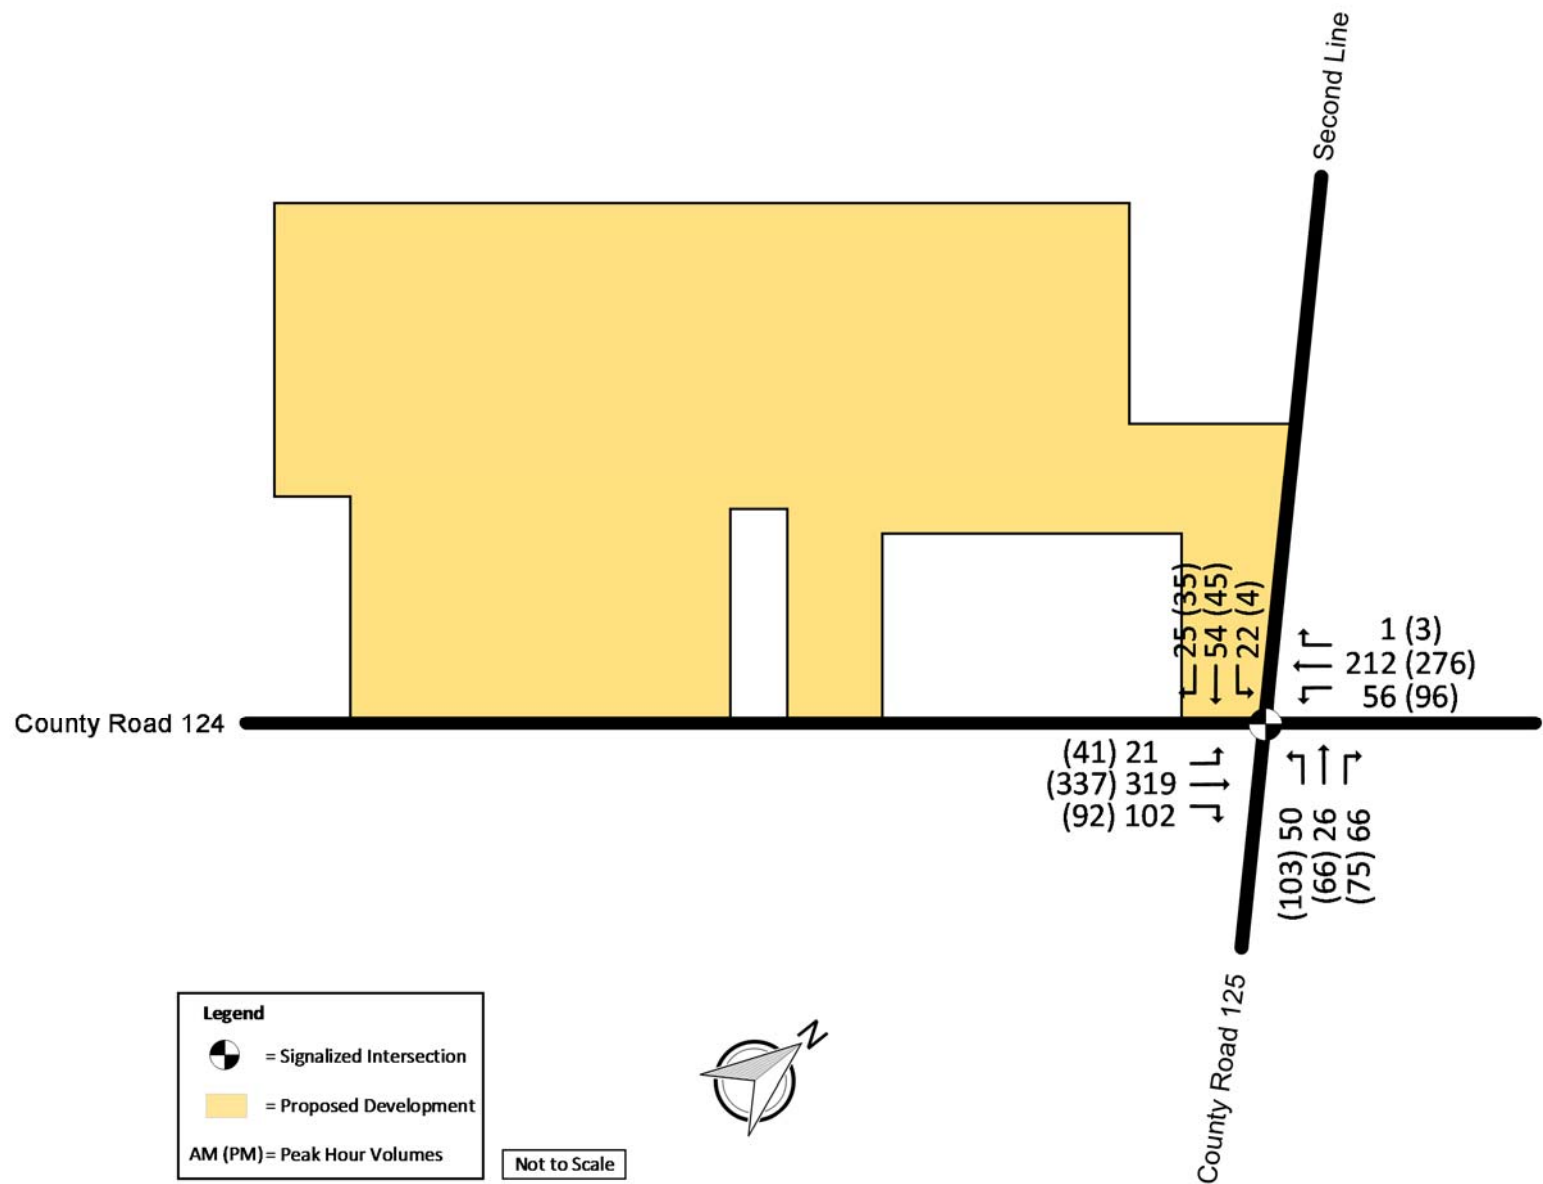 Second Line
25 (35)
54 (45)
22 (4)
1 (3)
212 (276)
56 (96)
County Road 124
(41) 21
(337) 319
(92) 102
(103) 50
(66) 26
(75) 66
County Road 125
Legend
= Signalized Intersection
= Proposed Development
AM (PM) = Peak Hour Volumes
Not to Scale
N